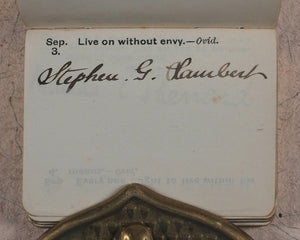 Sep. Live on without envy.—Ovid.
3.
Stephen. G. Lambert